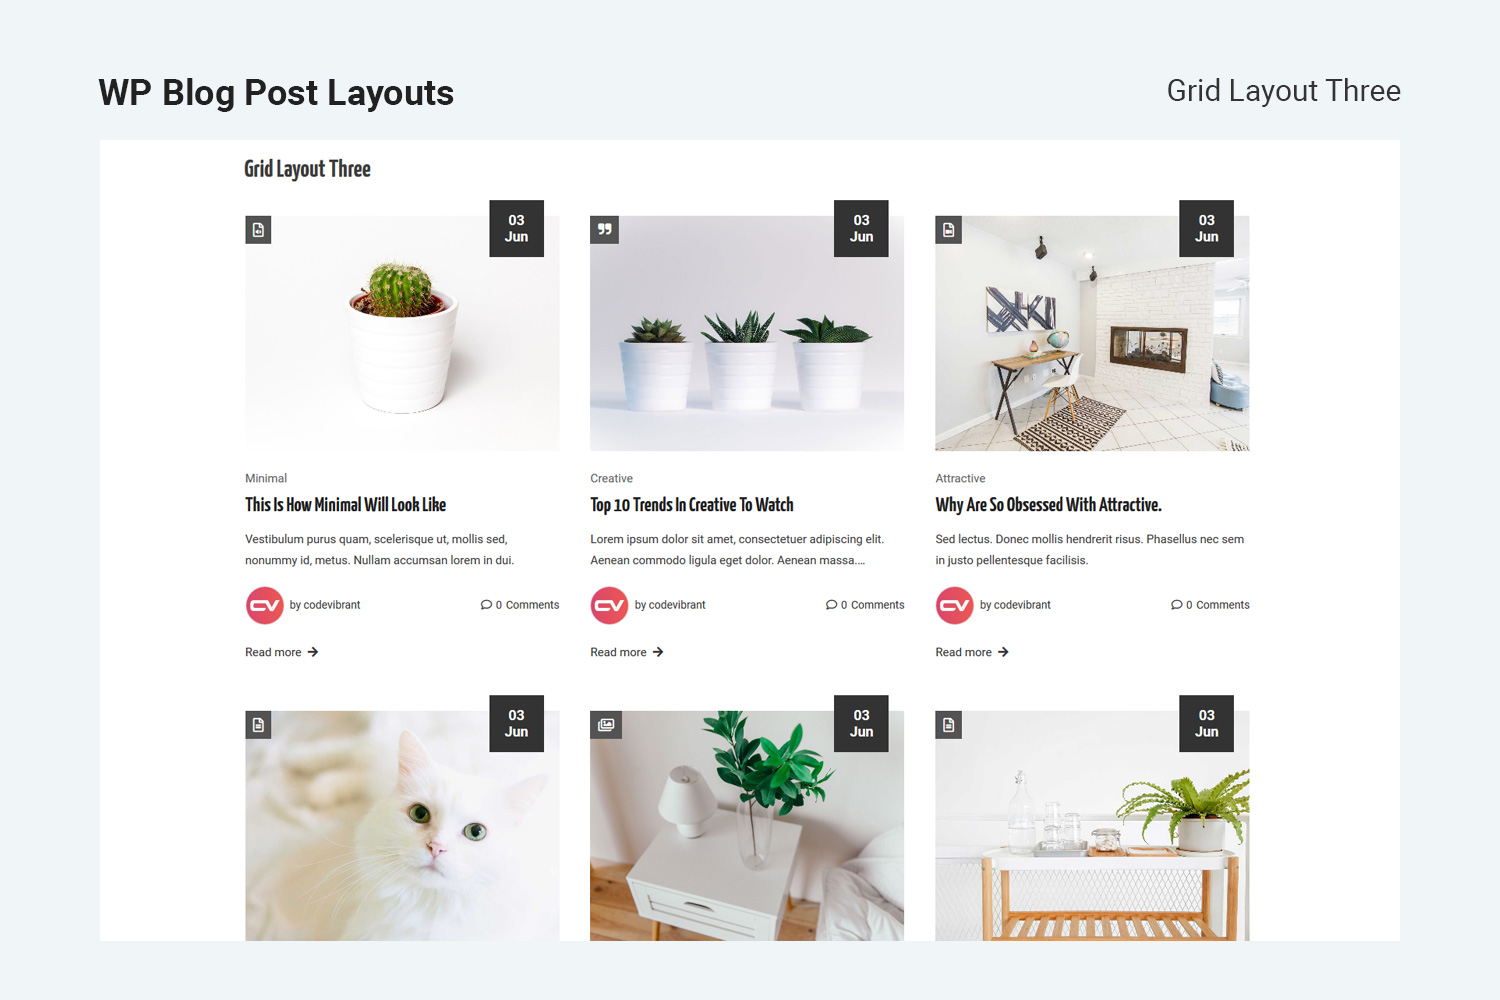 WP Blog Post Layouts
Grid Layout Three
Grid Layout Three
03
Jun
03
Jun
03
Jun
Minimal
This Is How Minimal Will Look Like
Vestibulum purus quam, scelerisque ut, mollis sed,
nonummy id, metus. Nullam accumsan lorem in dui.
CV by codevibrant
0 Comments
Read more
Creative
Top 10 Trends In Creative To Watch
Lorem ipsum dolor sit amet, consectetuer adipiscing elit.
Aenean commodo ligula eget dolor. Aenean massa....
CV by codevibrant
0 Comments
Read more
Attractive
Why Are So Obsessed With Attractive.
Sed lectus. Donec mollis hendrerit risus. Phasellus nec sem
in justo pellentesque facilisis.
CV by codevibrant
0 Comments
Read more
03
Jun
03
Jun
03
Jun